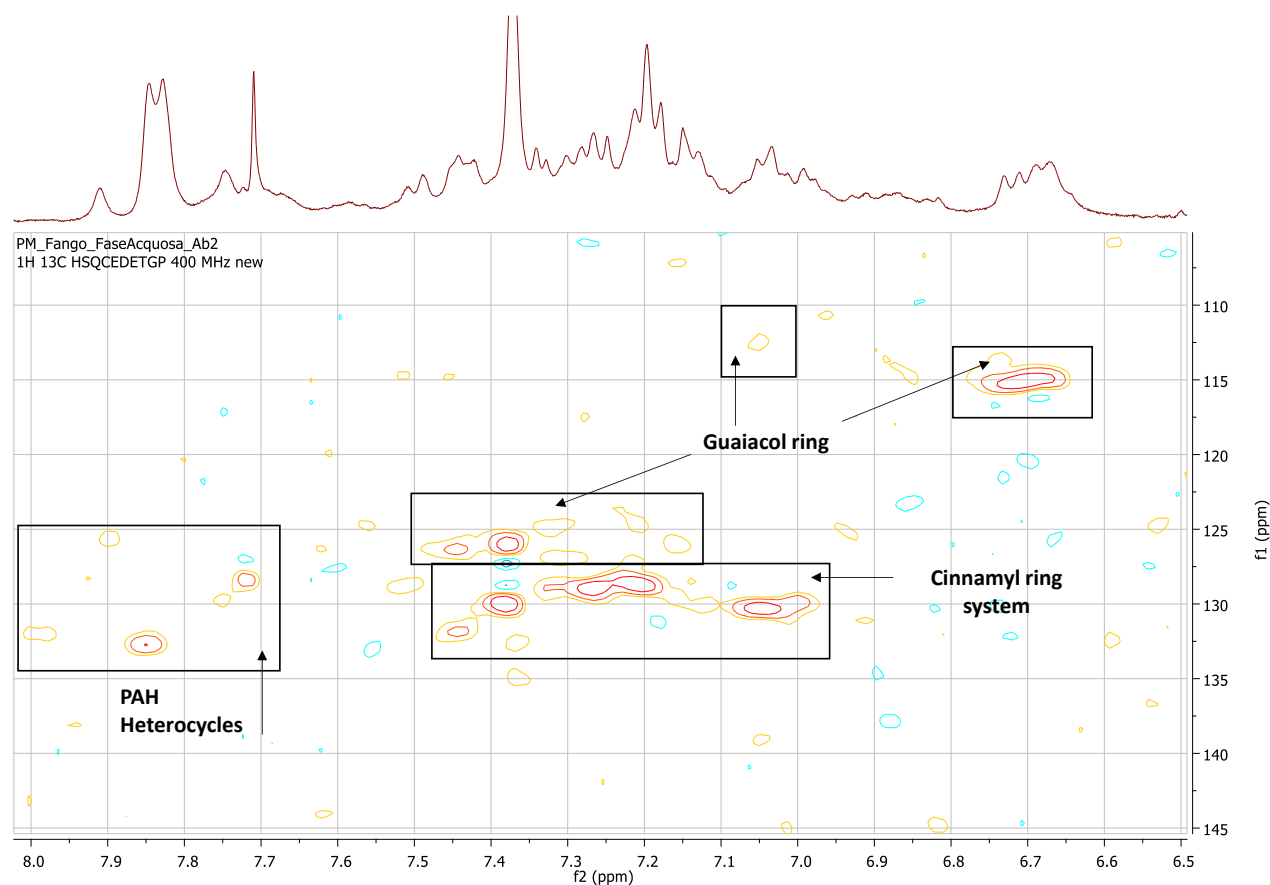 PM_Fango_FaseAcquosa_Ab2
1H 13C HSQCEDETGP 400 MHz new
110
115
Guaiacol ring
120
125
Cinnamyl ring
system
130
PAH
Heterocycles
135
140
145
f1 (ppm)
8.0 7.9 7.8 7.7 7.6 7.5 7.4 7.3 7.2 7.1 7.0 6.9 6.8 6.7 6.6 6.5
f2 (ppm)